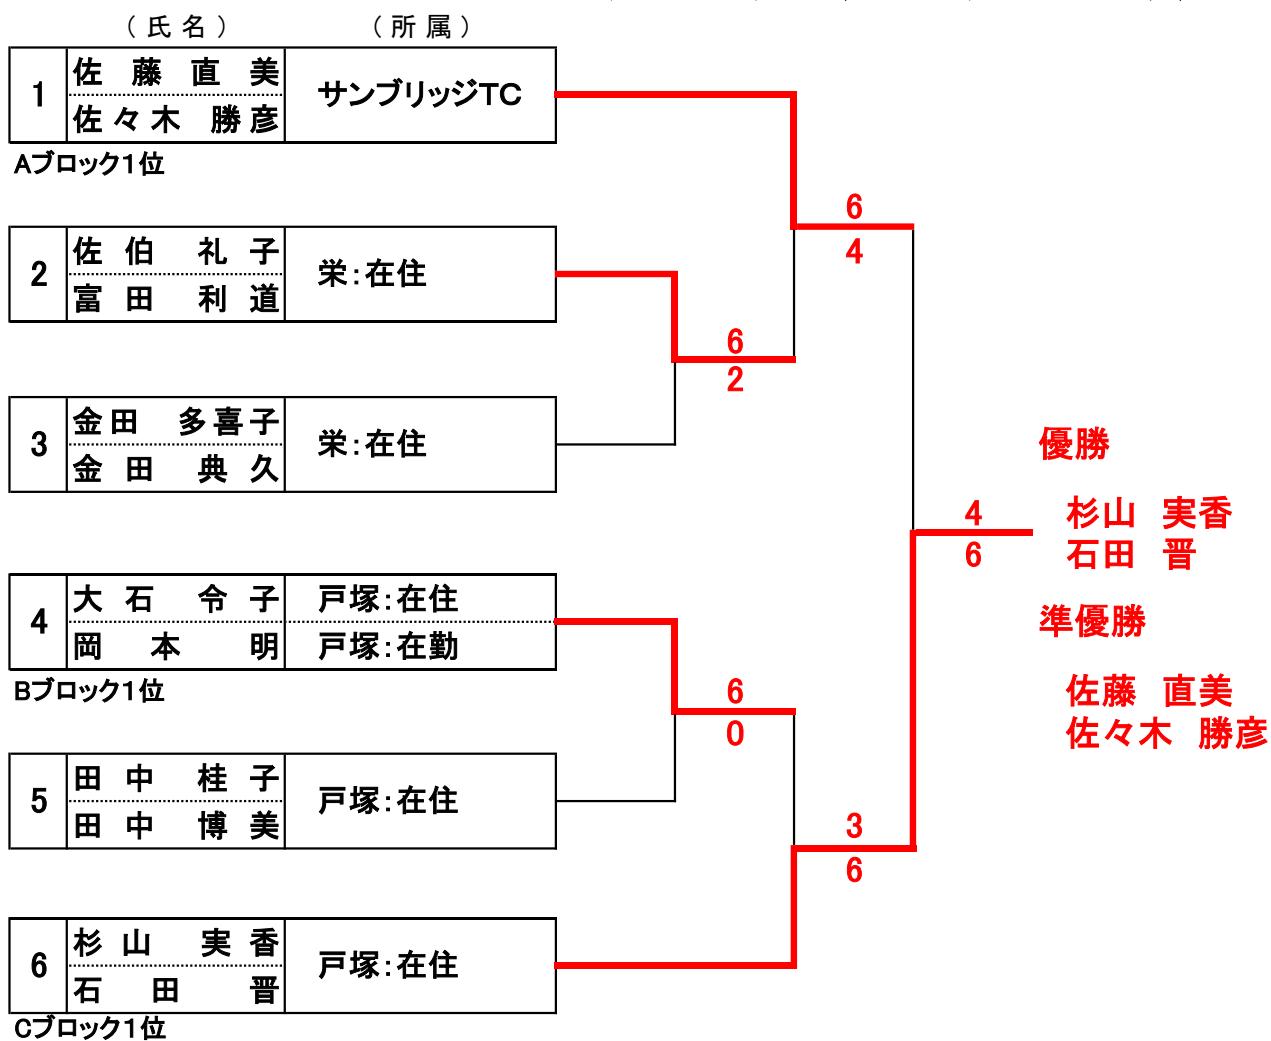 （氏名） （所属）
1 佐藤直美 サンブリッジTC
佐々木 勝彦
Aブロック1位
6
4
2 佐伯 礼子 栄:在住
富田 利道
6
2
3 金田 多喜子 栄:在住
金田 典久
優勝
杉山 実香
石田 晋
4
6
4 大石 令子 戸塚:在住
岡本 明 戸塚:在勤
Bブロック1位
準優勝
佐藤 直美
佐々木 勝彦
6
0
5 田中 桂子 戸塚:在住
田中 博美
3
6
6 杉山 実香 戸塚:在住
石田 晋
Cブロック1位